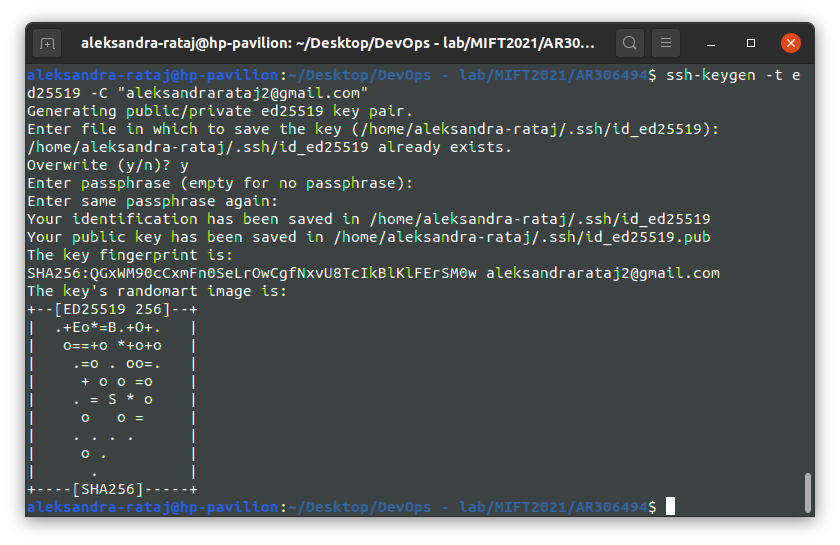 aleksandra-rataj@hp-pavilion: ~/Desktop/DevOps - lab/MIFT2021/AR30...
aleksandra-rataj@hp-pavilion:~/Desktop/DevOps - lab/MIFT2021/AR306494$ ssh-keygen -t e
d25519 -C "aleksandrarataj2@gmail.com"
Generating public/private ed25519 key pair.
Enter file in which to save the key (/home/aleksandra-rataj/.ssh/id_ed25519):
/home/aleksandra-rataj/.ssh/id_ed25519 already exists.
Overwrite (y/n)? y
Enter passphrase (empty for no passphrase):
Enter same passphrase again:
Your identification has been saved in /home/aleksandra-rataj/.ssh/id_ed25519
Your public key has been saved in /home/aleksandra-rataj/.ssh/id_ed25519.pub
The key fingerprint is:
SHA256:QGxWM90cCxmFn0SeLrOwCgfNxvU8TcIkBlKlFErSM0w aleksandrarataj2@gmail.com
The key's randomart image is:
+--[ED25519 256]--+
|  .+Eo*=B.+O+.   |
|   o==+o *+o+o   |
|    .=o . oo=.   |
|     + o o =o    |
|    . = S * o    |
|     o   o =     |
|    . . . .      |
|     o .         |
|      .          |
+----[SHA256]-----+
aleksandra-rataj@hp-pavilion:~/Desktop/DevOps - lab/MIFT2021/AR306494$